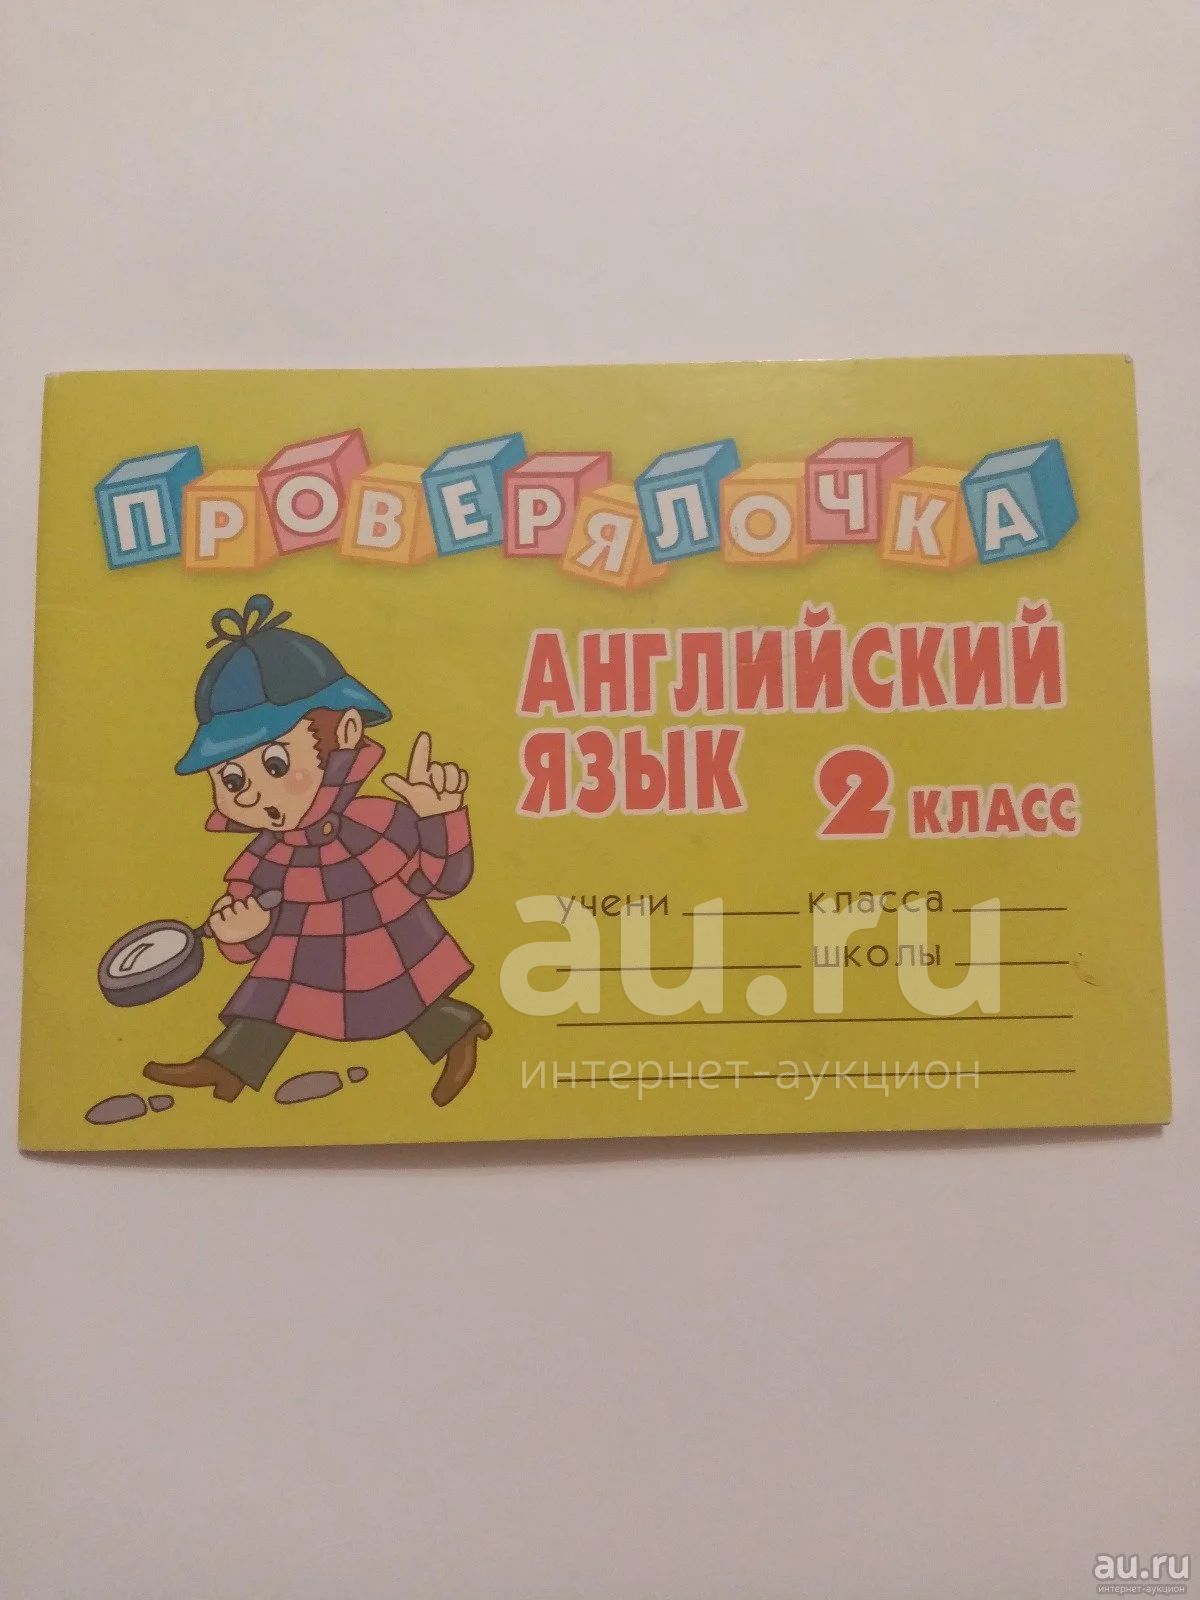 ПРОВЕРЯЛОЧКА
АНГЛИЙСКИЙ
ЯЗЫК 2 КЛАСС
учени класса
школы
au.ru
интернет-аукцион
au.ru
интернет-аукцион